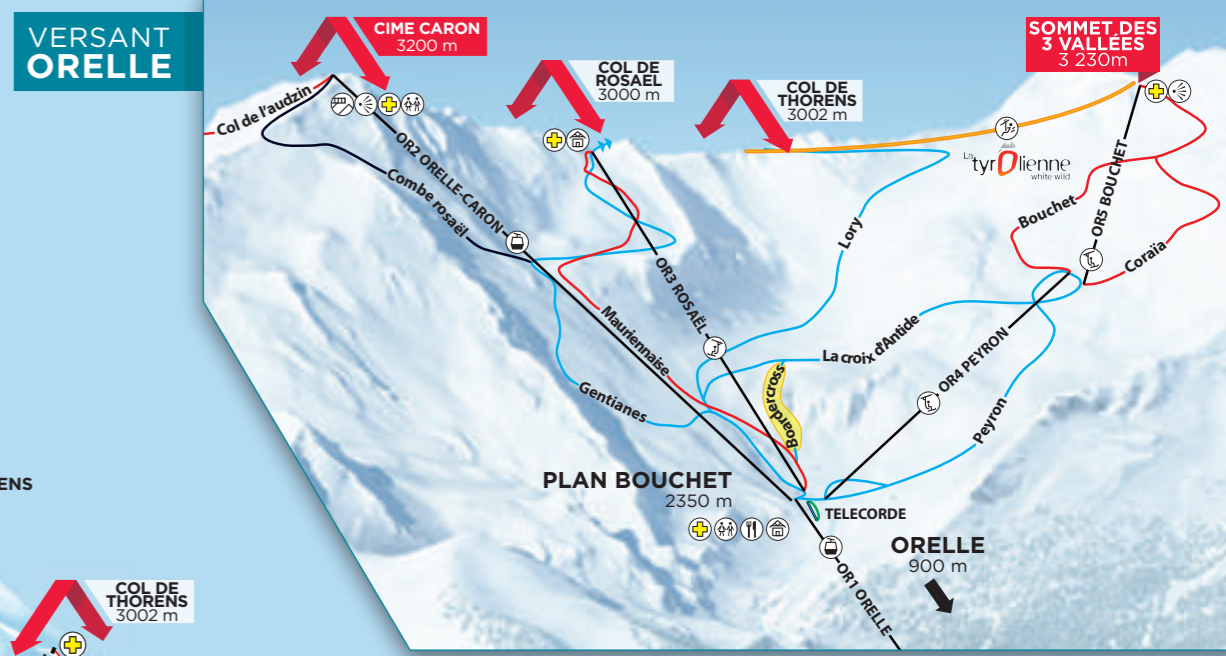 VERSANT
ORELLE
CIME CARON
3200 m
COL DE
ROSAEL
3000 m
COL DE
THORENS
3002 m
SOMMET DES
3 VALLÉES
3 230m
Col de l'audzin
OR2 ORELLE-CARON
Combe rosaël
La
tyrOlienne
white wild
Lory
Bouchet
OR5 BOUCHET
Coraïa
OR3 ROSAËL
Mauriennaise
Gentianes
La croix d'Antide
Boardercross
OR4 PEYRON
Peyron
PLAN BOUCHET
2350 m
TELECORDE
ORELLE
900 m
OR1 ORELLE
ENS
COL DE
THORENS
3002 m